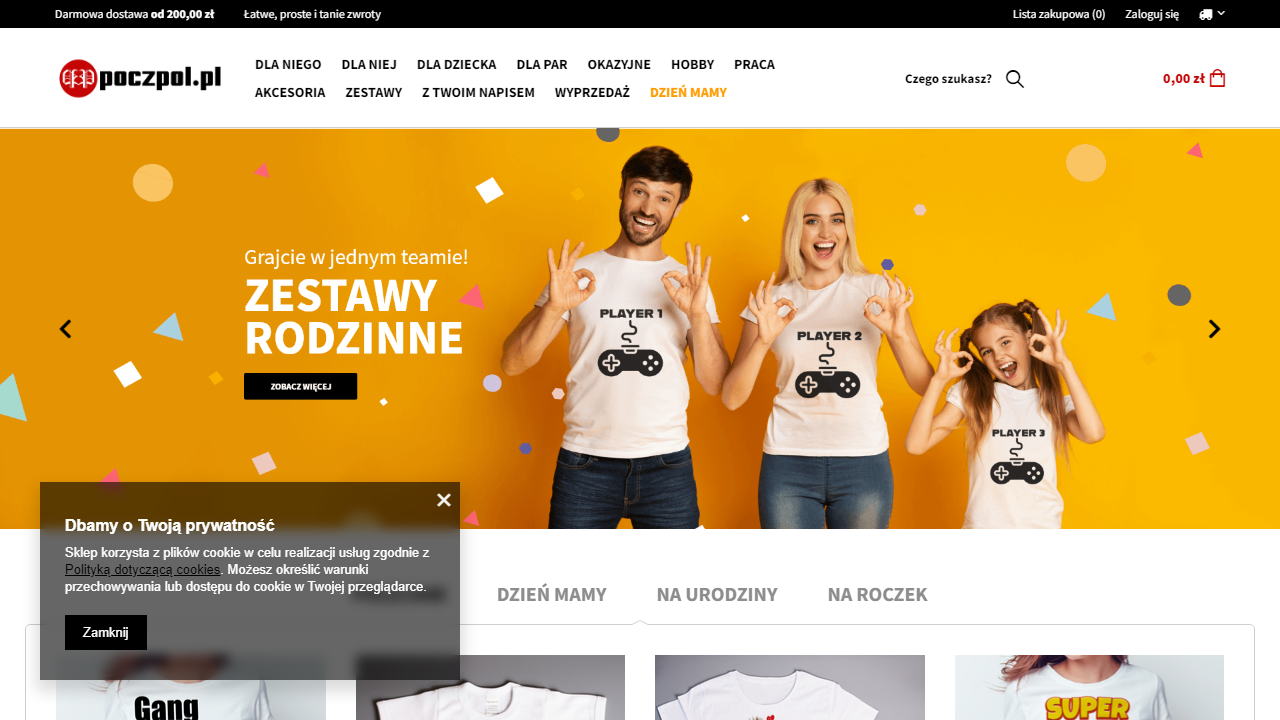 Darmowa dostawa od 200,00 zł
Łatwe, proste i tanie zwroty
Lista zakupowa (0)
Zaloguj się
poczpol.pl
DLA NIEGO
DLA NIEJ
DLA DZIECKA
DLA PAR
OKAZYJNE
HOBBY
PRACA
AKCESORIA
ZESTAWY
Z TWOIM NAPISEM
WYPRZEDAŻ
DZIEŃ MAMY
Czego szukasz?
0,00 zł
Grajcie w jednym teamie!
ZESTAWY
RODZINNE
ZOBACZ WIĘCEJ
PLAYER 1
PLAYER 2
PLAYER 3
Dbamy o Twoją prywatność
Sklep korzysta z plików cookie w celu realizacji usług zgodnie z
Polityką dotyczącą cookies. Możesz określić warunki
przechowywania lub dostępu do cookie w Twojej przeglądarce.
Zamknij
DZIEŃ MAMY
NA URODZINY
NA ROCZEK
Gang
SUPER